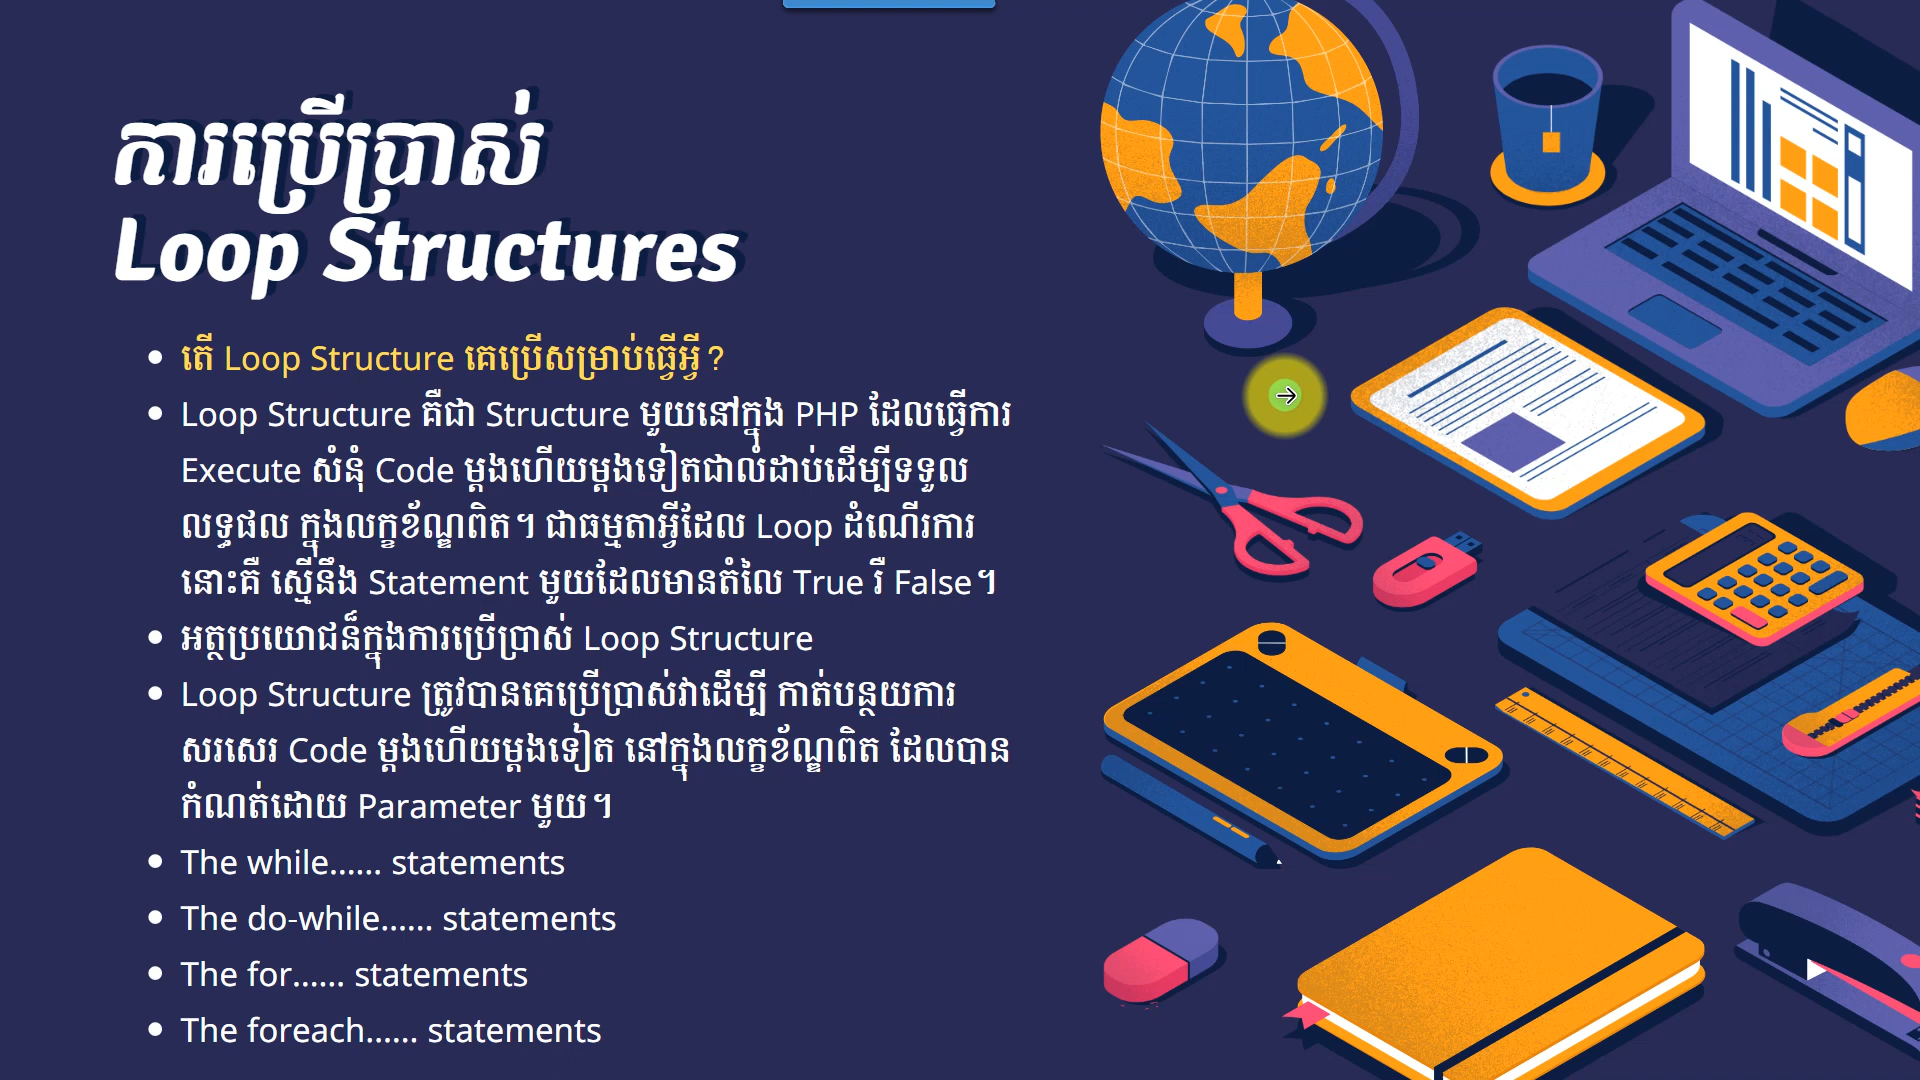 ការប្រើប្រាស់
Loop Structures
តើ Loop Structure គេប្រើសម្រាប់ធ្វើអ្វី?
Loop Structure គឺជា Structure មួយនៅក្នុង PHP ដែលធ្វើការ
Execute សំនុំ Code ម្តងហើយម្តងទៀតជាលំដាប់ដើម្បីទទួល
លទ្ធផល ក្នុងលក្ខខ័ណ្ឌពិត។ ជាធម្មតាអ្វីដែល Loop ដំណើរការ
នោះគឺ ស្មើនឹង Statement មួយដែលមានតំលៃ True រឺ False។
អត្ថប្រយោជន៏ក្នុងការប្រើប្រាស់ Loop Structure
Loop Structure ត្រូវបានគេប្រើប្រាស់វាដើម្បី កាត់បន្ថយការ
សរសេរ Code ម្តងហើយម្តងទៀត នៅក្នុងលក្ខខ័ណ្ឌពិត ដែលបាន
កំណត់ដោយ Parameter មួយ។
The while...... statements
The do-while...... statements
The for...... statements
The foreach...... statements